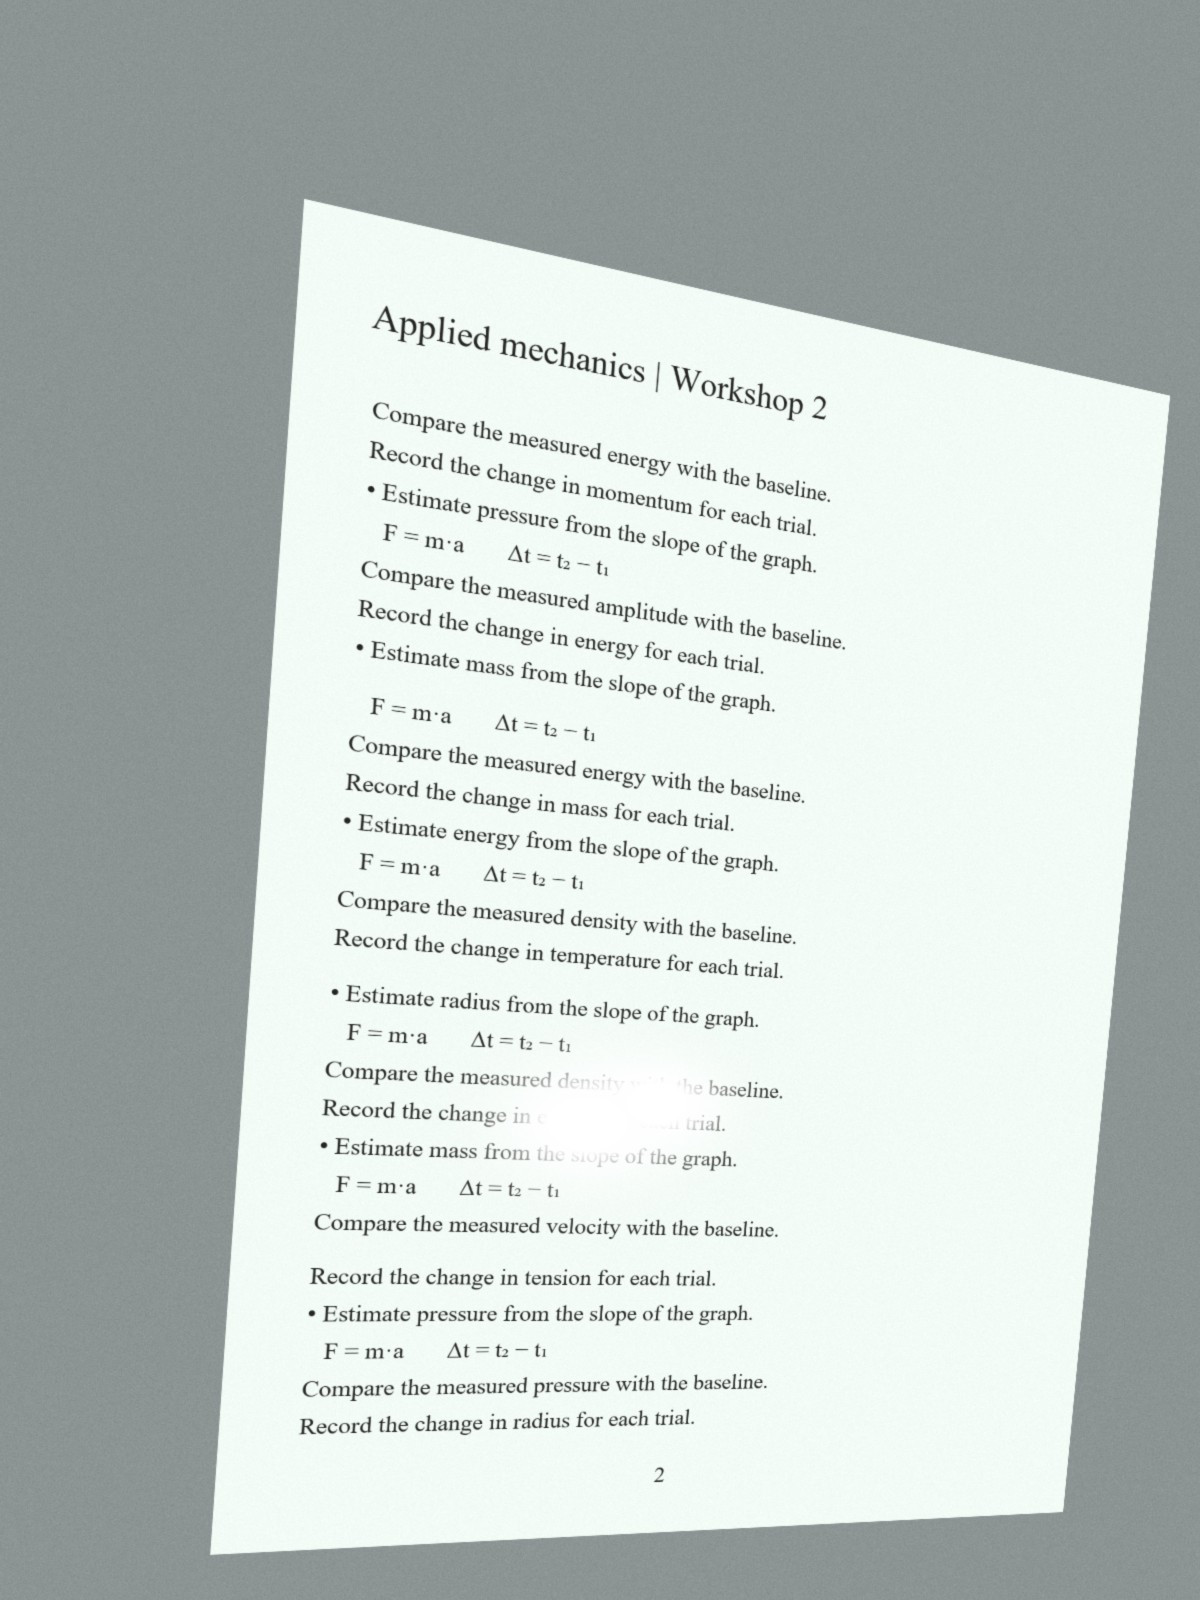 Applied mechanics | Workshop 2
Compare the measured energy with the baseline.
Record the change in momentum for each trial.
• Estimate pressure from the slope of the graph.
F = m·a Δt = t₂ − t₁
Compare the measured amplitude with the baseline.
Record the change in energy for each trial.
• Estimate mass from the slope of the graph.
F = m·a Δt = t₂ − t₁
Compare the measured energy with the baseline.
Record the change in mass for each trial.
• Estimate energy from the slope of the graph.
F = m·a Δt = t₂ − t₁
Compare the measured density with the baseline.
Record the change in temperature for each trial.
• Estimate radius from the slope of the graph.
F = m·a Δt = t₂ − t₁
Compare the measured density the baseline.
Record the change in trial.
• Estimate mass from the slope of the graph.
F = m·a Δt = t₂ − t₁
Compare the measured velocity with the baseline.
Record the change in tension for each trial.
• Estimate pressure from the slope of the graph.
F = m·a Δt = t₂ − t₁
Compare the measured pressure with the baseline.
Record the change in radius for each trial.
2